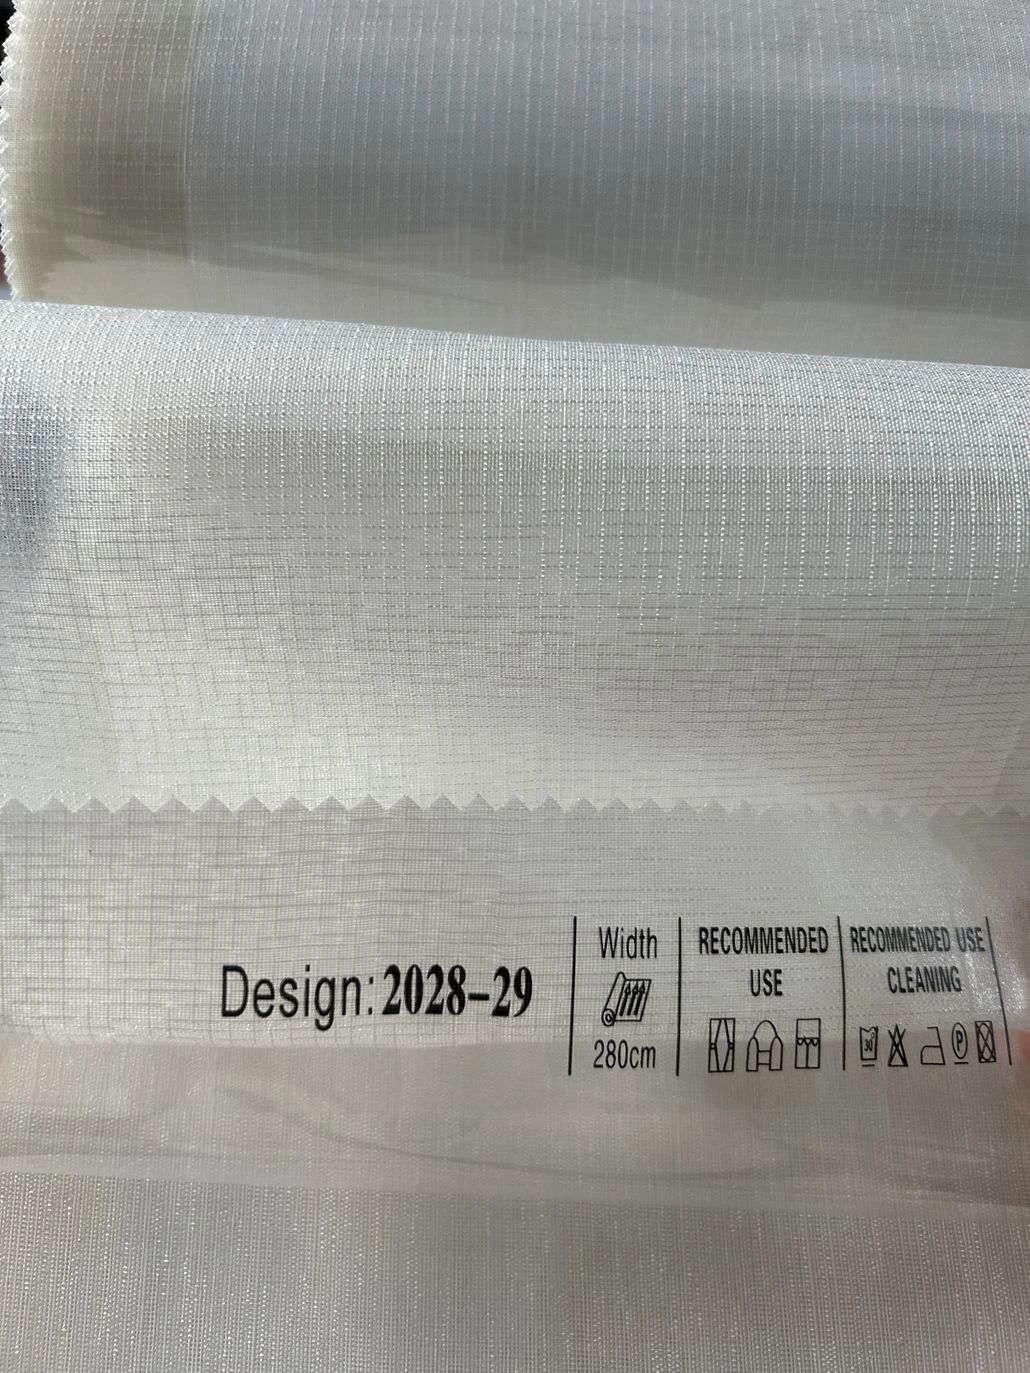 Design: 2028-29
Width
280cm
RECOMMENDED
USE
RECOMMENDED USE
CLEANING
30°
P